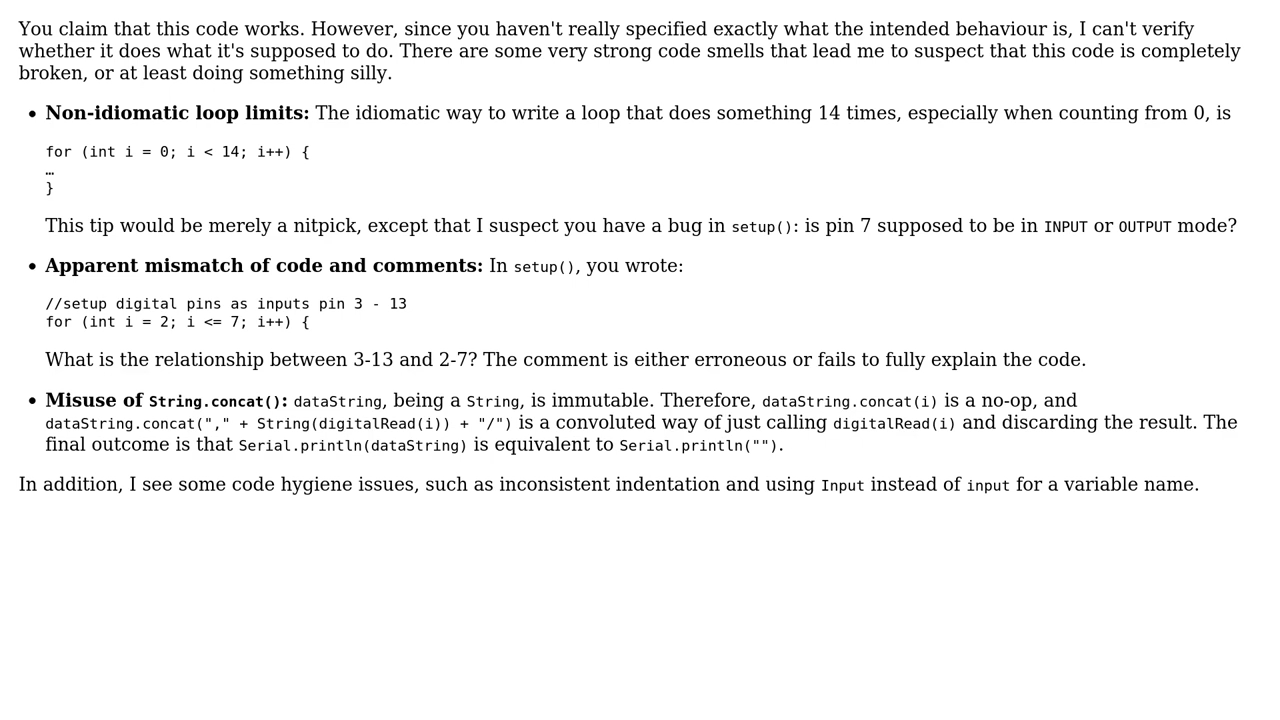 You claim that this code works. However, since you haven't really specified exactly what the intended behaviour is, I can't verify
whether it does what it's supposed to do. There are some very strong code smells that lead me to suspect that this code is completely
broken, or at least doing something silly.
• Non-idiomatic loop limits: The idiomatic way to write a loop that does something 14 times, especially when counting from 0, is
for (int i = 0; i < 14; i++) {
…
}
This tip would be merely a nitpick, except that I suspect you have a bug in setup(): is pin 7 supposed to be in INPUT or OUTPUT mode?
• Apparent mismatch of code and comments: In setup(), you wrote:
//setup digital pins as inputs pin 3 - 13
for (int i = 2; i <= 7; i++) {
What is the relationship between 3-13 and 2-7? The comment is either erroneous or fails to fully explain the code.
• Misuse of String.concat(): dataString, being a String, is immutable. Therefore, dataString.concat(i) is a no-op, and
dataString.concat("," + String(digitalRead(i)) + "/") is a convoluted way of just calling digitalRead(i) and discarding the result. The
final outcome is that Serial.println(dataString) is equivalent to Serial.println("").
In addition, I see some code hygiene issues, such as inconsistent indentation and using Input instead of input for a variable name.